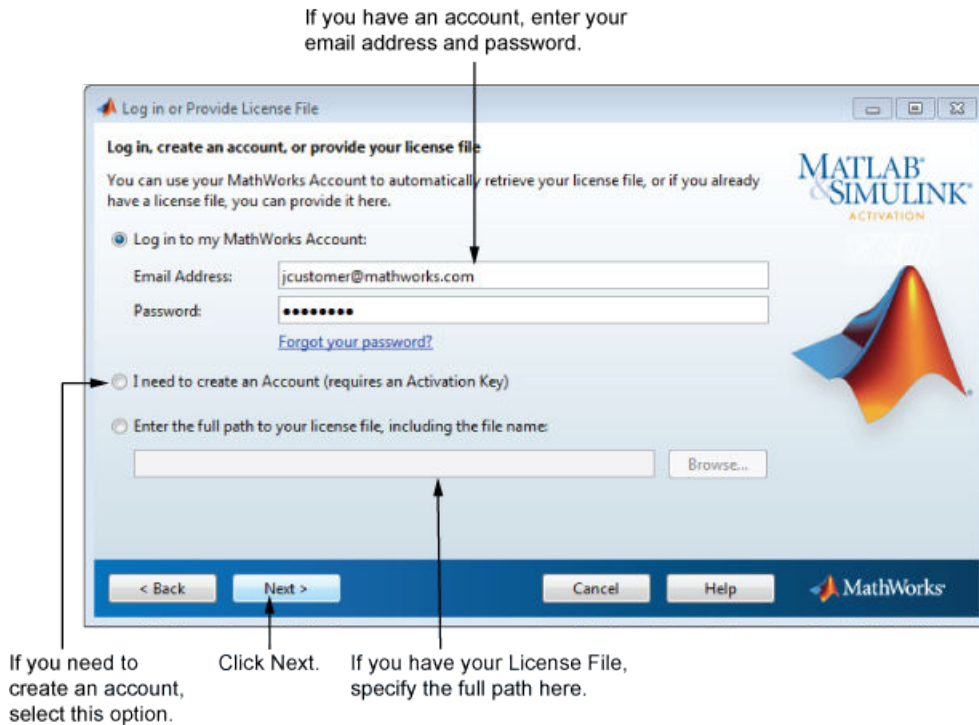 If you have an account, enter your
email address and password.
Log in or Provide License File
Log in, create an account, or provide your license file
You can use your MathWorks Account to automatically retrieve your license file, or if you already
have a license file, you can provide it here.
MATLAB®
&SIMULINK®
ACTIVATION
Log in to my MathWorks Account:
Email Address:
jcustomer@mathworks.com
Password:
••••••••
Forgot your password?
I need to create an Account (requires an Activation Key)
Enter the full path to your license file, including the file name:
Browse...
< Back
Next >
Cancel
Help
MathWorks®
If you need to
create an account,
select this option.
Click Next.
If you have your License File,
specify the full path here.